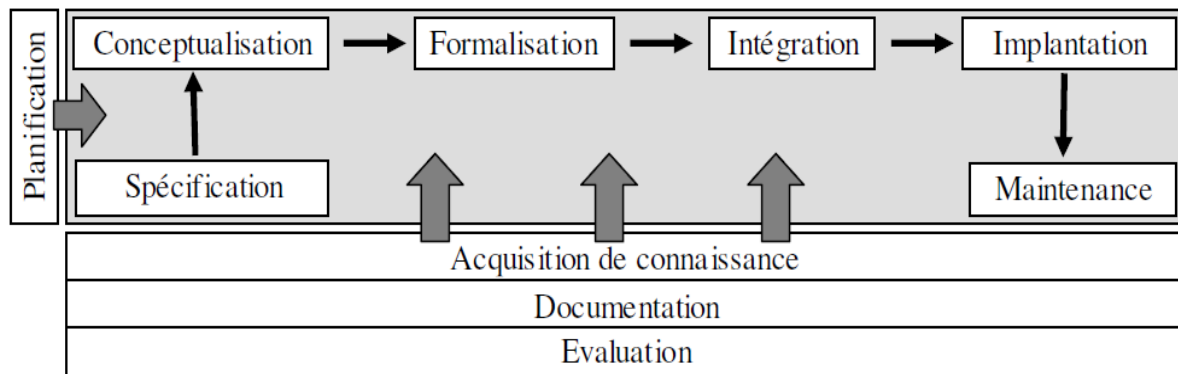 Planification
Conceptualisation
Formalisation
Intégration
Implantation
Spécification
Maintenance
Acquisition de connaissance
Documentation
Evaluation